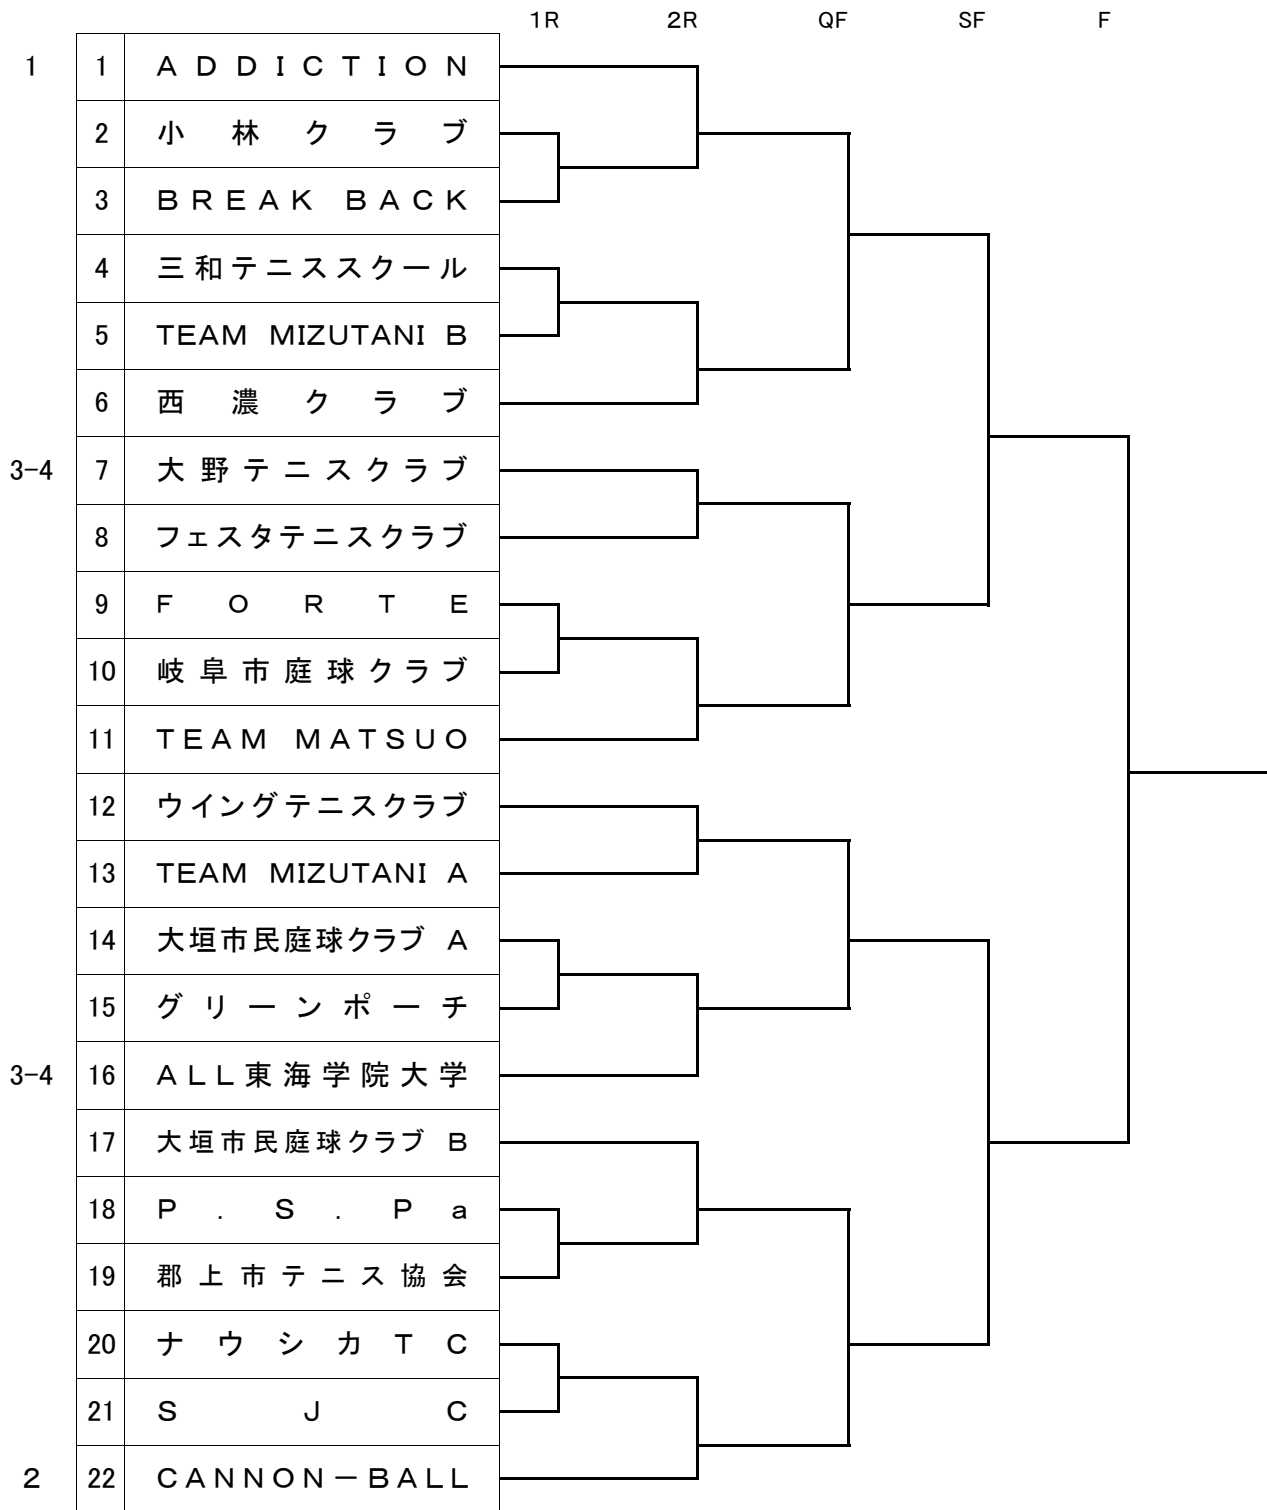 1R 2R QF SF F
1 1 ADDICTION
2 小林クラブ
3 BREAK BACK
4 三和テニススクール
5 TEAM MIZUTANI B
6 西濃クラブ
3-4 7 大野テニスクラブ
8 フェスタテニスクラブ
9 FORTE
10 岐阜市庭球クラブ
11 TEAM MATSUO
12 ウイングテニスクラブ
13 TEAM MIZUTANI A
14 大垣市民庭球クラブ A
15 グリーンポーチ
3-4 16 ALL東海学院大学
17 大垣市民庭球クラブ B
18 P.S.Pa
19 郡上市テニス協会
20 ナウシカTC
21 SJC
2 22 CANNON-BALL